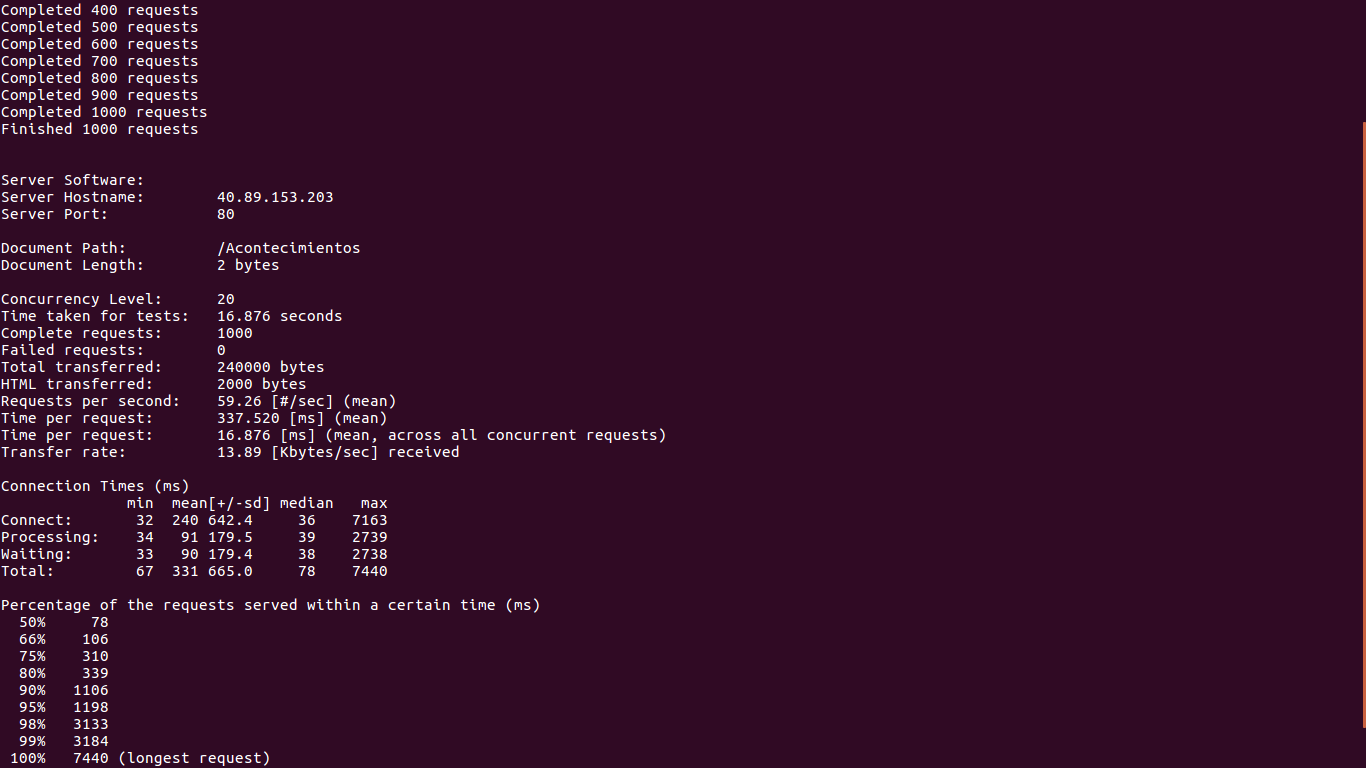 Completed 400 requests
Completed 500 requests
Completed 600 requests
Completed 700 requests
Completed 800 requests
Completed 900 requests
Completed 1000 requests
Finished 1000 requests
Server Software:
Server Hostname:        40.89.153.203
Server Port:            80
Document Path:          /Acontecimientos
Document Length:        2 bytes
Concurrency Level:      20
Time taken for tests:   16.876 seconds
Complete requests:      1000
Failed requests:        0
Total transferred:      240000 bytes
HTML transferred:       2000 bytes
Requests per second:    59.26 [#/sec] (mean)
Time per request:       337.520 [ms] (mean)
Time per request:       16.876 [ms] (mean, across all concurrent requests)
Transfer rate:          13.89 [Kbytes/sec] received
Connection Times (ms)
              min  mean[+/-sd] median   max
Connect:       32  240 642.4     36    7163
Processing:    34   91 179.5     39    2739
Waiting:       33   90 179.4     38    2738
Total:         67  331 665.0     78    7440
Percentage of the requests served within a certain time (ms)
  50%     78
  66%    106
  75%    310
  80%    339
  90%   1106
  95%   1198
  98%   3133
  99%   3184
 100%   7440 (longest request)